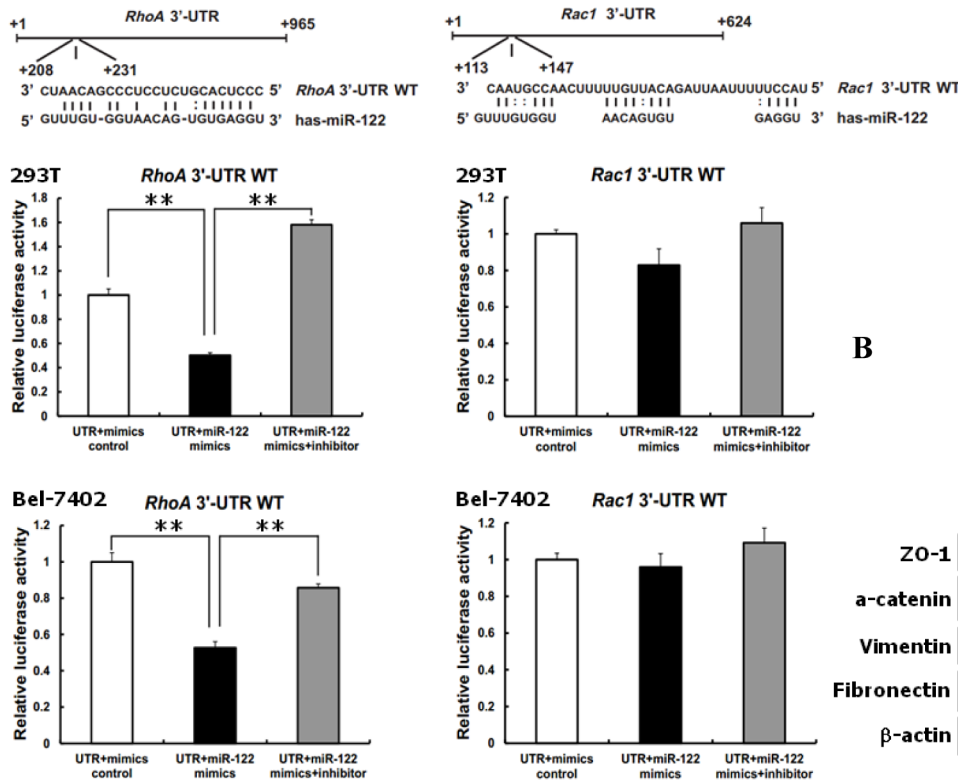 RhoA 3'-UTR
+1 +965
+208 +231
3' CUAACAGCCCUCCUCUGCACUCCC 5' RhoA 3'-UTR WT
5' GUUUGU-GGUAACAG-UGUGAGGU 3' has-miR-122
Rac1 3'-UTR
+1 +624
+113 +147
3' CAAUGCCAACUUUUUGUUACAGAUUAAUUUUUCCAU 5' Rac1 3'-UTR WT
5' GUUUGUGGU AACAGUGU GAGGU 3' has-miR-122
293T
RhoA 3'-UTR WT
Relative luciferase activity
1.8
1.6
1.4
1.2
1
0.8
0.6
0.4
0.2
0
** **
UTR+mimics control
UTR+miR-122 mimics
UTR+miR-122 mimics+inhibitor
293T
Rac1 3'-UTR WT
Relative luciferase activity
1.2
1
0.8
0.6
0.4
0.2
0
UTR+mimics control
UTR+miR-122 mimics
UTR+miR-122 mimics+inhibitor
B
Bel-7402
RhoA 3'-UTR WT
Relative luciferase activity
1.2
1
0.8
0.6
0.4
0.2
0
** **
UTR+mimics control
UTR+miR-122 mimics
UTR+miR-122 mimics+inhibitor
Bel-7402
Rac1 3'-UTR WT
Relative luciferase activity
1.2
1
0.8
0.6
0.4
0.2
0
UTR+mimics control
UTR+miR-122 mimics
UTR+miR-122 mimics+inhibitor
ZO-1
a-catenin
Vimentin
Fibronectin
β-actin